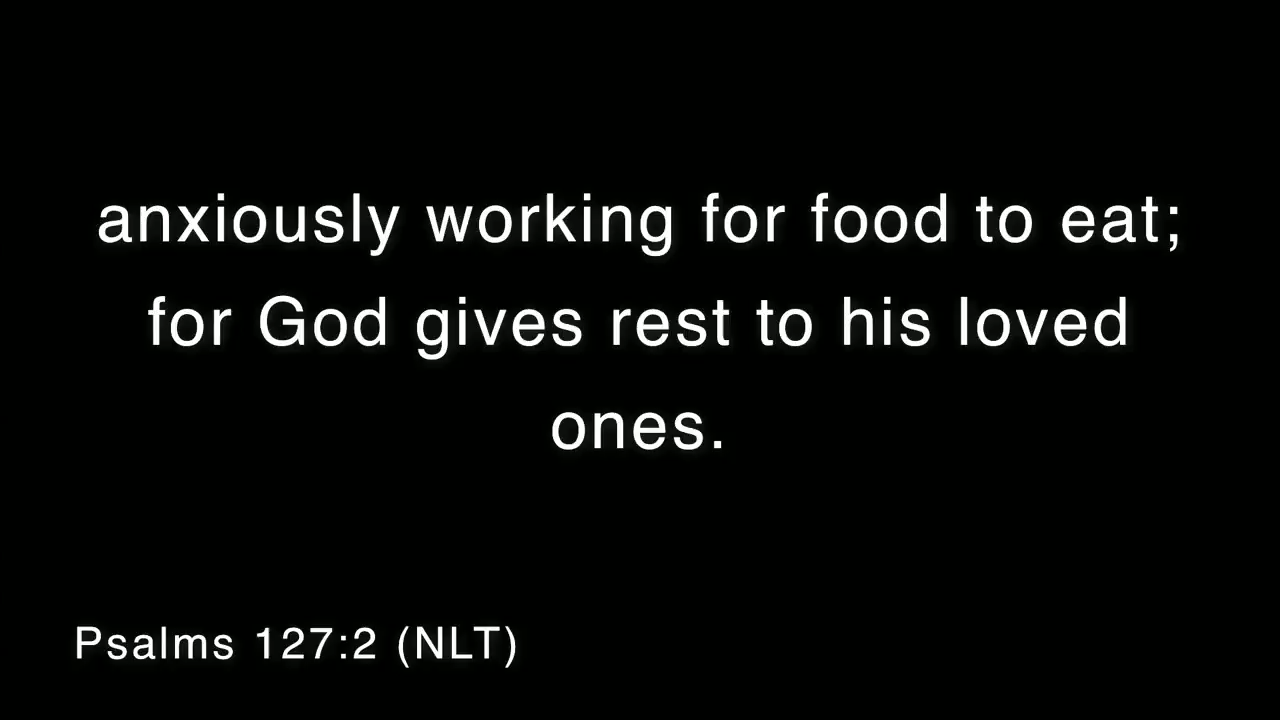 anxiously working for food to eat;
for God gives rest to his loved
ones.
Psalms 127:2 (NLT)